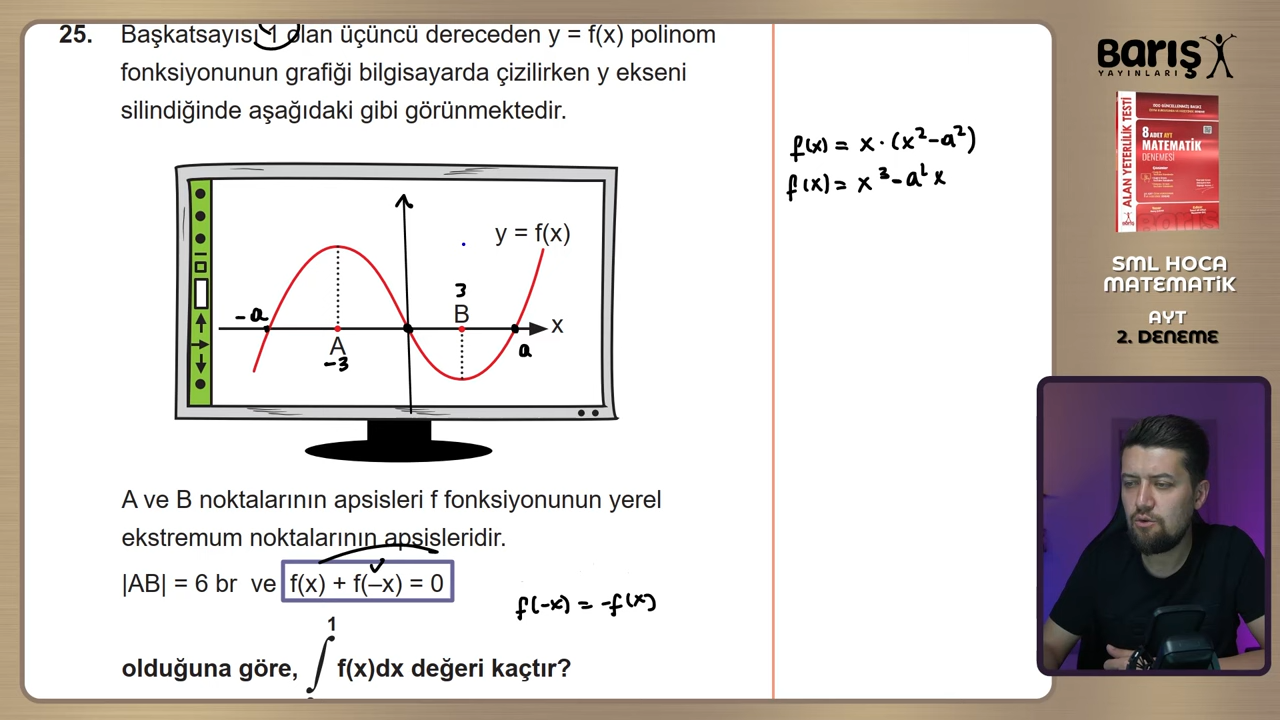 25. Başkatsayısı 1 olan üçüncü dereceden y = f(x) polinom
fonksiyonunun grafiği bilgisayarda çizilirken y ekseni
silindiğinde aşağıdaki gibi görünmektedir.
y = f(x)
3
-a
B
x
A
a
-3
A ve B noktalarının apsisleri f fonksiyonunun yerel
ekstremum noktalarının apsisleridir.
|AB| = 6 br ve f(x) + f(–x) = 0
f(-x) = -f(x)
1
olduğuna göre, ∫ f(x)dx değeri kaçtır?
f(x) = x · (x² - a²)
f(x) = x³ - a² x
BARIŞ
YAYINLARI
ALAN YETERLİLİK TESTİ
8 ADET AYT
MATEMATİK
DENEMESİ
BARIŞ
SML HOCA
MATEMATİK
AYT
2. DENEME